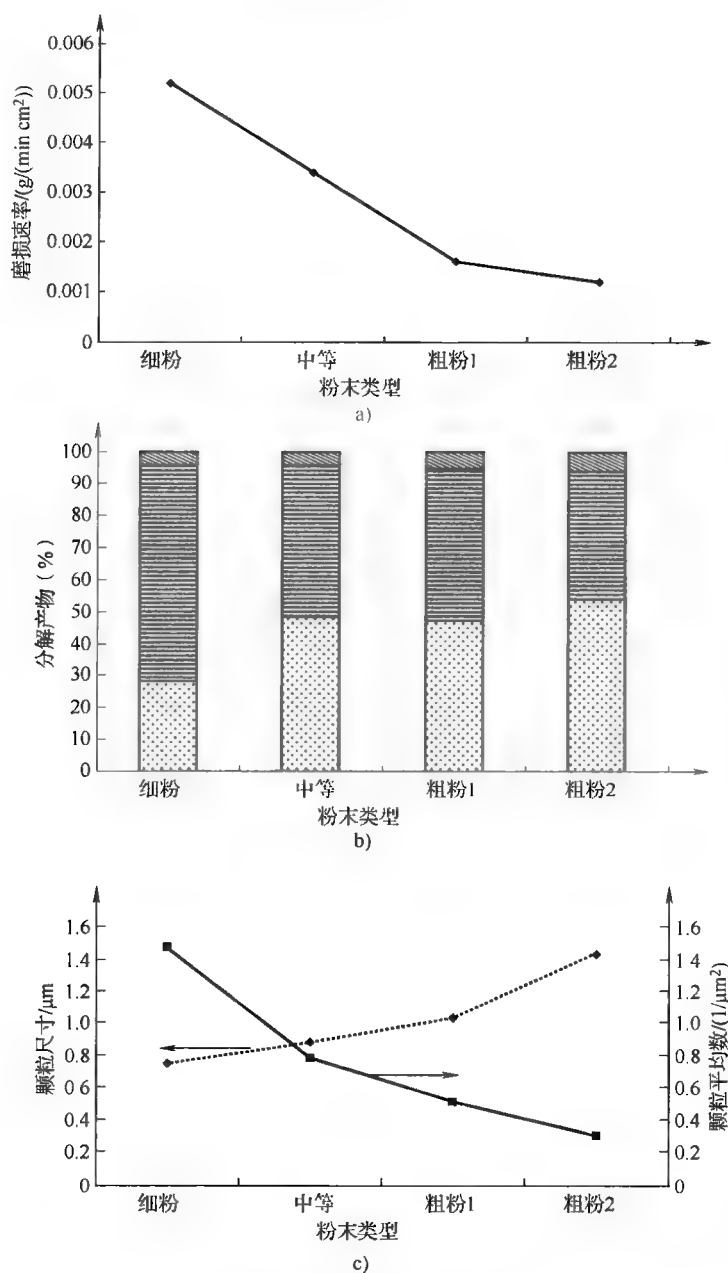 0.006
0.005
0.004
0.003
0.002
0.001
0
磨损速率/(g/(min cm²))
细粉 中等 粗粉1 粗粉2
粉末类型
a)
100
90
80
70
60
50
40
30
20
10
0
分解产物（%）
细粉 中等 粗粉1 粗粉2
粉末类型
b)
1.6 1.6
1.4 1 4
1.2 1.2
1.0 1.0
0.8 0.8
0 6 0.6
0.4 0.4
0.2 0.2
0 0
颗粒尺寸/μm
颗粒平均数/(1/μm²)
细粉 中等 粗粉1 粗粉2
粉末类型
c)